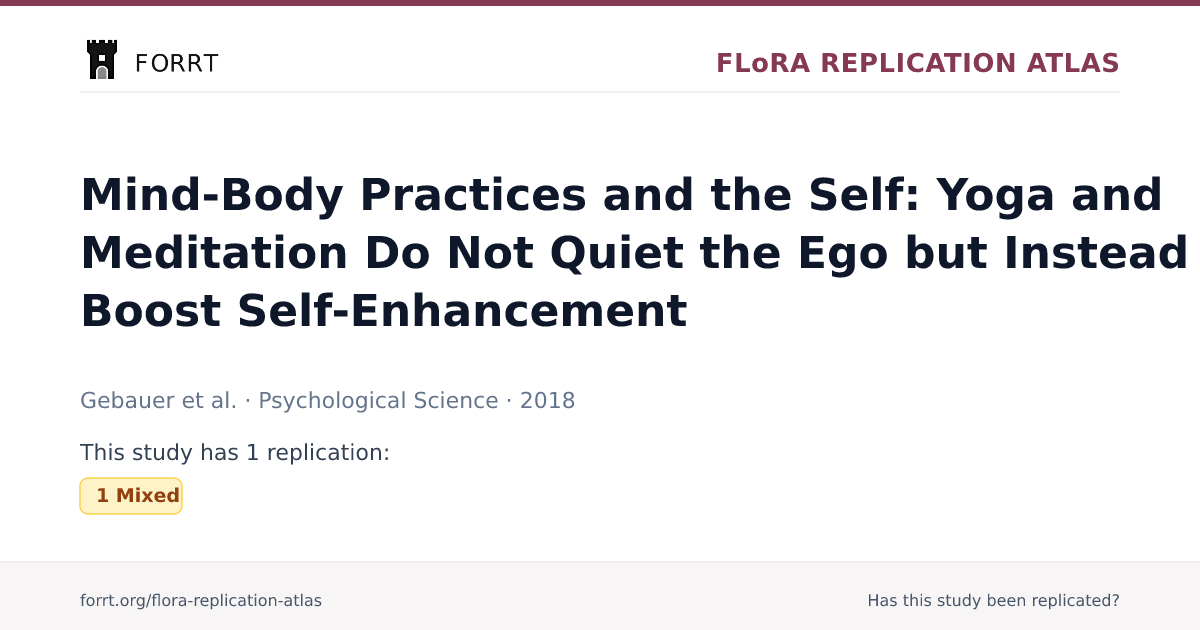 FORRT
FLoRA REPLICATION ATLAS
Mind-Body Practices and the Self: Yoga and
Meditation Do Not Quiet the Ego but Instead
Boost Self-Enhancement
Gebauer et al. · Psychological Science · 2018
This study has 1 replication:
1 Mixed
forrt.org/flora-replication-atlas
Has this study been replicated?